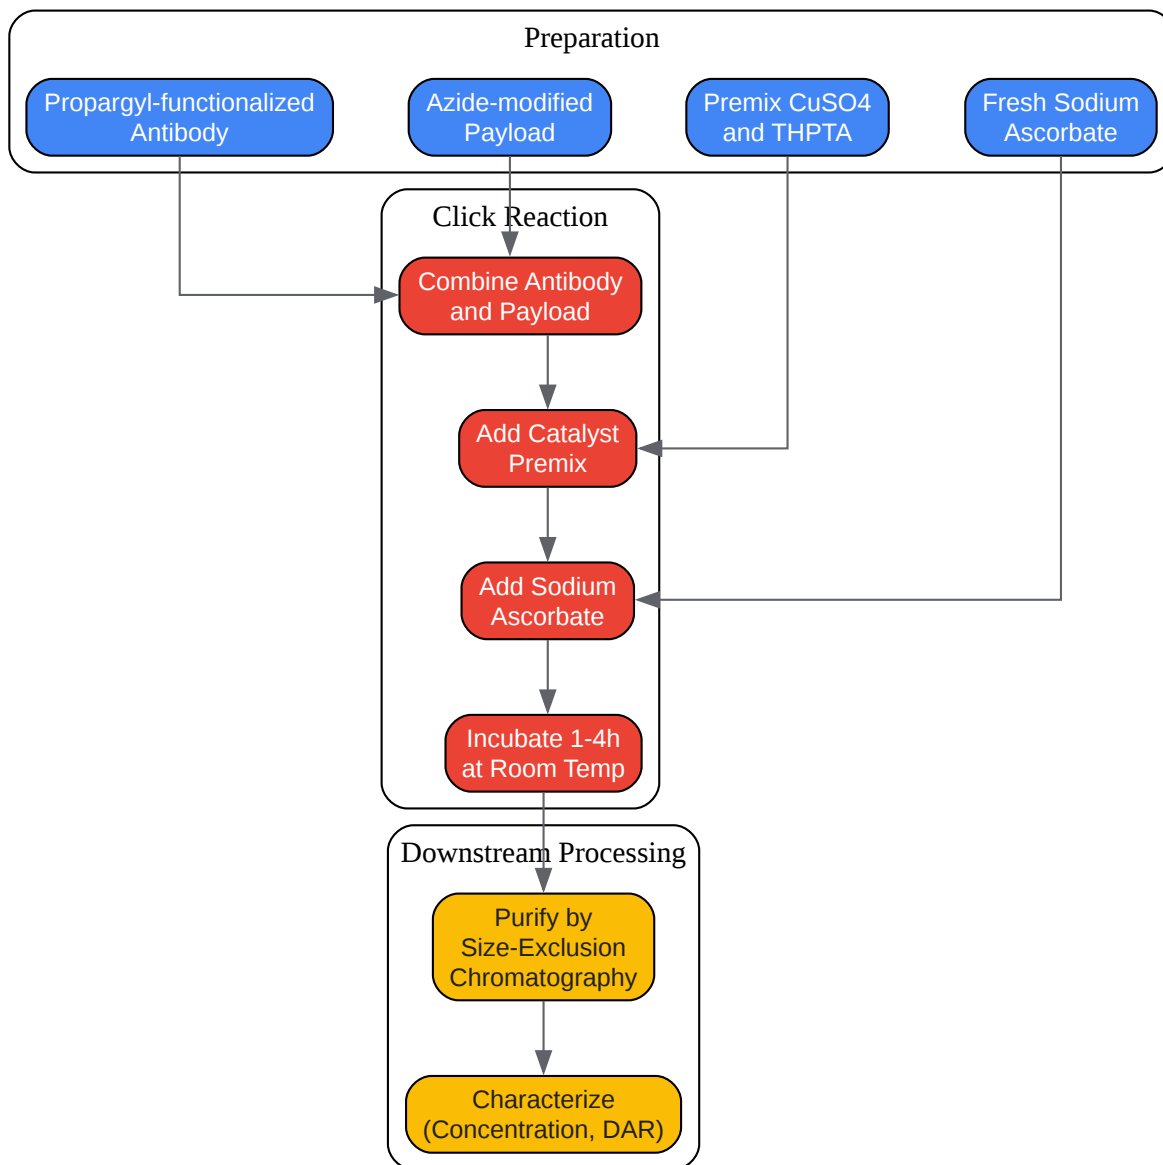 Preparation
Propargyl-functionalized
Antibody
Azide-modified
Payload
Premix CuSO4
and THPTA
Fresh Sodium
Ascorbate
Click Reaction
Combine Antibody
and Payload
Add Catalyst
Premix
Add Sodium
Ascorbate
Incubate 1-4h
at Room Temp
Downstream Processing
Purify by
Size-Exclusion
Chromatography
Characterize
(Concentration, DAR)